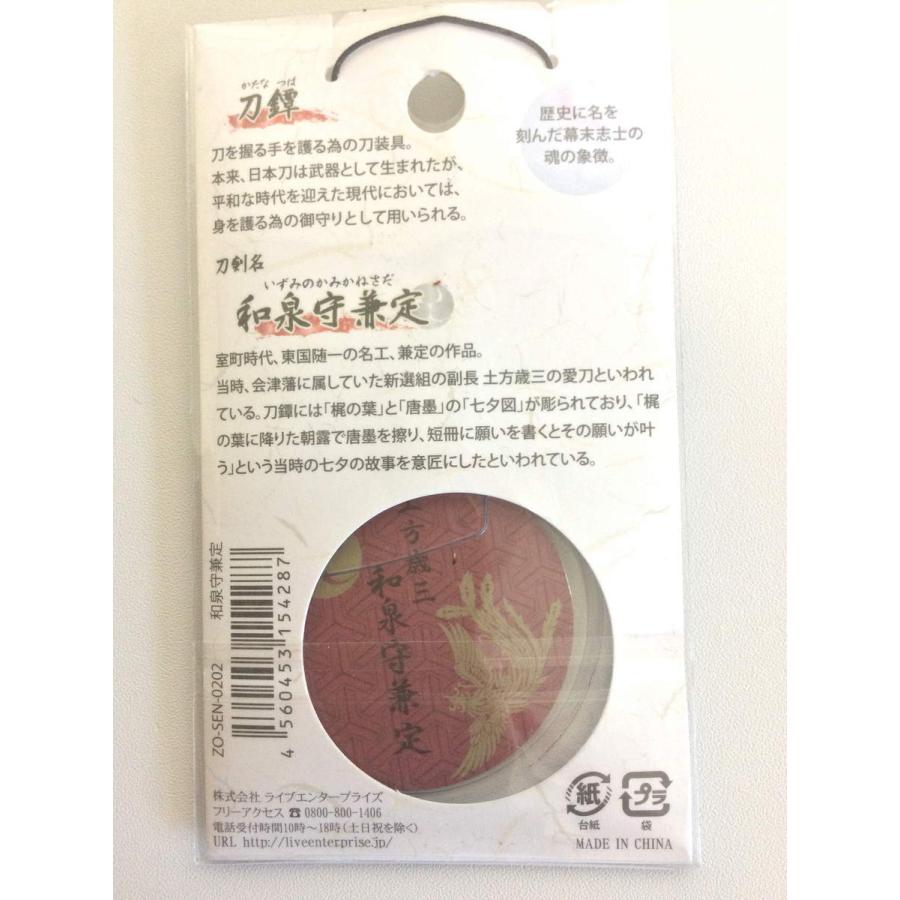 かたな つば
刀鐔
刀を握る手を護る為の刀装具。
本来、日本刀は武器として生まれたが、
平和な時代を迎えた現代においては、
身を護る為の御守りとして用いられる。
歴史に名を
刻んだ幕末志士の
魂の象徴。
刀剣名
いずみのかみかねさだ
和泉守兼定
室町時代、東国随一の名工、兼定の作品。
当時、会津藩に属していた新選組の副長 土方歳三の愛刀といわれ
ている。刀鐔には「梶の葉」と「唐墨」の「七夕図」が彫られており、「梶
の葉に降りた朝露で唐墨を擦り、短冊に願いを書くとその願いが叶
う」という当時の七夕の故事を意匠にしたといわれている。
土方歳三
和泉守兼定
和泉守兼定
ZO-SEN-0202
4 560453 154287
株式会社 ライブエンタープライズ
フリーアクセス ☎0800-800-1406
電話受付時間10時〜18時(土日祝を除く)
URL http://liveenterprise.jp/
紙
台紙
プラ
袋
MADE IN CHINA